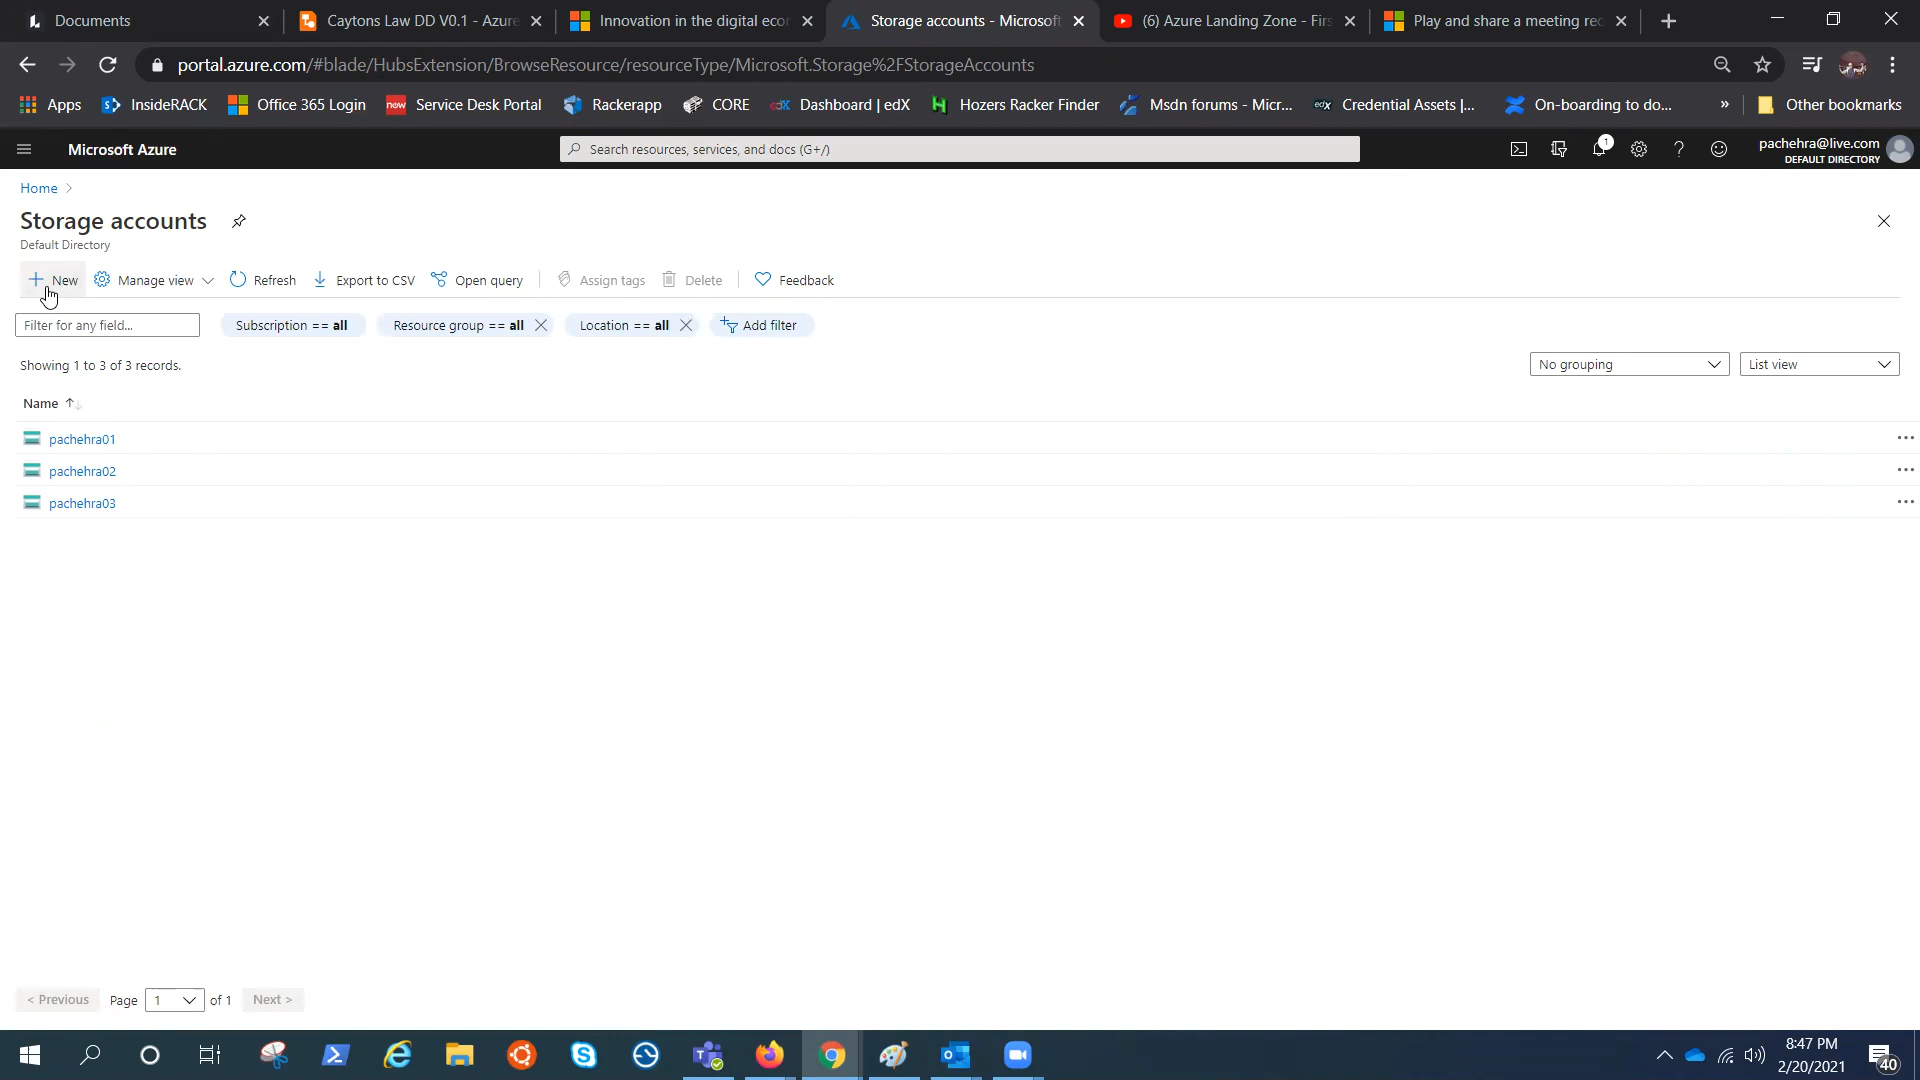 Documents
Caytons Law DD V0.1 - Azure
Innovation in the digital ecor
Storage accounts - Microsoft
(6) Azure Landing Zone - Firs
Play and share a meeting rec
portal.azure.com/#blade/HubsExtension/BrowseResource/resourceType/Microsoft.Storage%2FStorageAccounts
Apps
InsideRACK
Office 365 Login
now
Service Desk Portal
Rackerapp
CORE
edX
Dashboard | edX
Hozers Racker Finder
Msdn forums - Micr...
edX
Credential Assets |...
On-boarding to do...
»
Other bookmarks
Microsoft Azure
Search resources, services, and docs (G+/)
1
pachehra@live.com
DEFAULT DIRECTORY
Home >
Storage accounts
Default Directory
+ New
Manage view
Refresh
Export to CSV
Open query
Assign tags
Delete
Feedback
Filter for any field...
Subscription == all
Resource group == all
Location == all
Add filter
Showing 1 to 3 of 3 records.
No grouping
List view
Name ↑↓
pachehra01
...
pachehra02
...
pachehra03
...
< Previous
Page
1
of 1
Next >
8:47 PM
2/20/2021
40